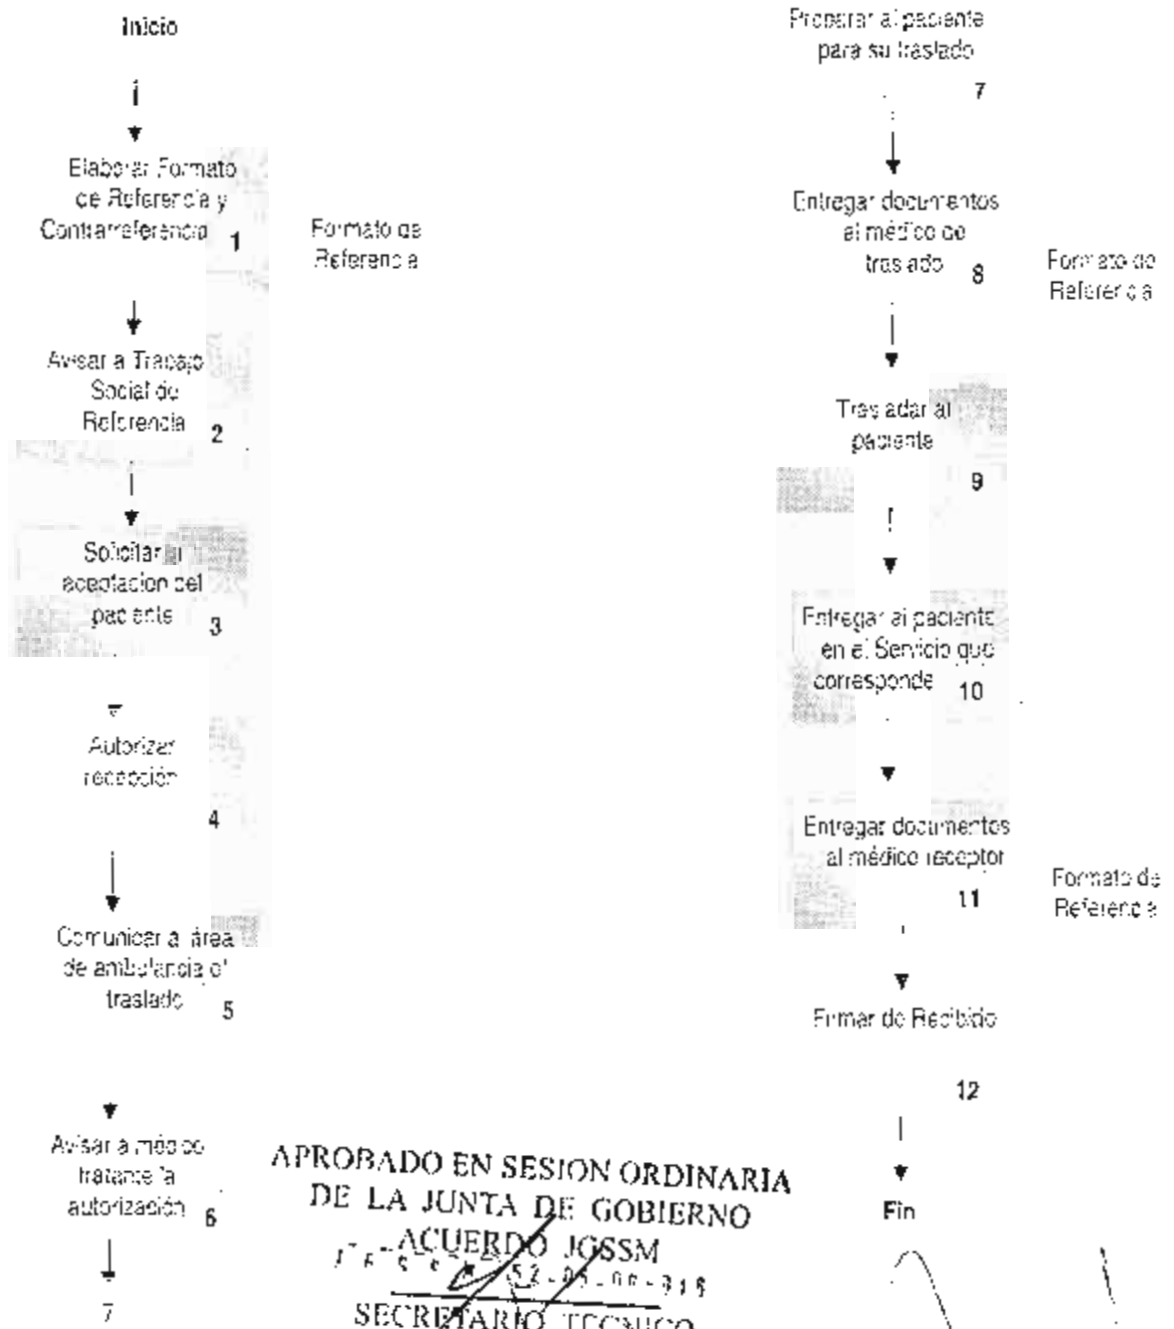 Inicio
Elaborar Formato
de Referencia y
Contrarreferencia
1
Formato de
Referencia
Avisar a Trabajo
Social de
Referencia
2
Solicitar la
aceptación del
paciente
3
Autorizar
recepción
4
Comunicar a área
de ambulancia el
traslado
5
Avisar a médico
tratante la
autorización
6
7
Preparar al paciente
para su traslado
7
Entregar documentos
al médico de
traslado
8
Formato de
Referencia
Trasladar al
paciente
9
Entregar al paciente
en el Servicio que
corresponde
10
Entregar documentos
al médico receptor
11
Formato de
Referencia
Firmar de Recibido
12
Fin
APROBADO EN SESION ORDINARIA
DE LA JUNTA DE GOBIERNO
ACUERDO JGSSM
SECRETARIO TECNICO